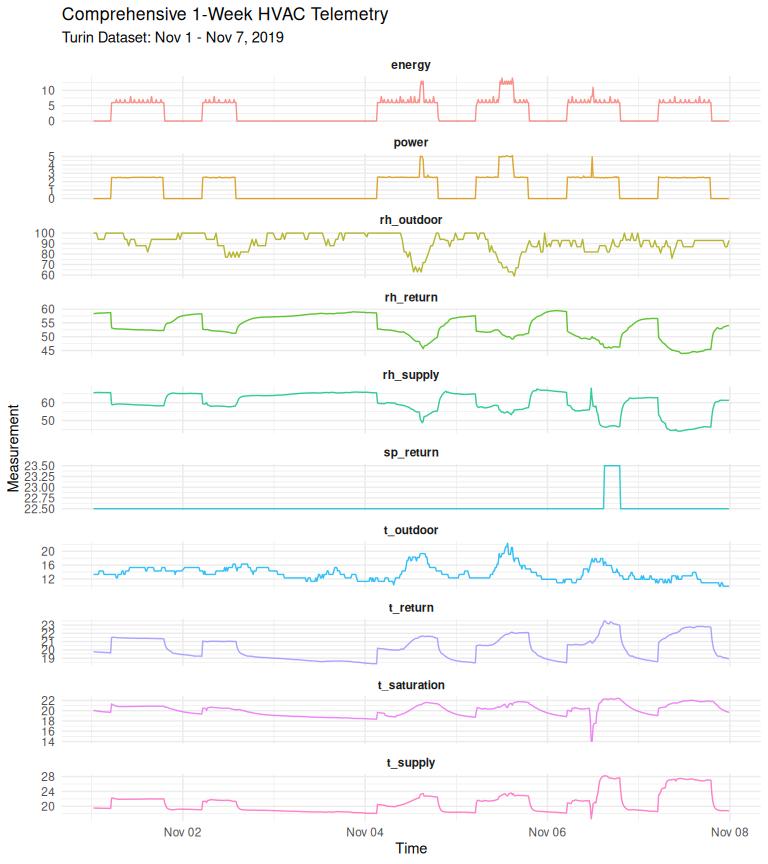 Comprehensive 1-Week HVAC Telemetry
Turin Dataset: Nov 1 - Nov 7, 2019
energy
10
5
0
power
5
4
3
2
1
0
rh_outdoor
100
90
80
70
60
rh_return
60
55
50
45
rh_supply
60
50
sp_return
23.50
23.25
23.00
22.75
22.50
t_outdoor
20
16
12
t_return
23
22
21
20
19
t_saturation
22
20
18
16
14
t_supply
28
24
20
Measurement
Nov 02
Nov 04
Nov 06
Nov 08
Time